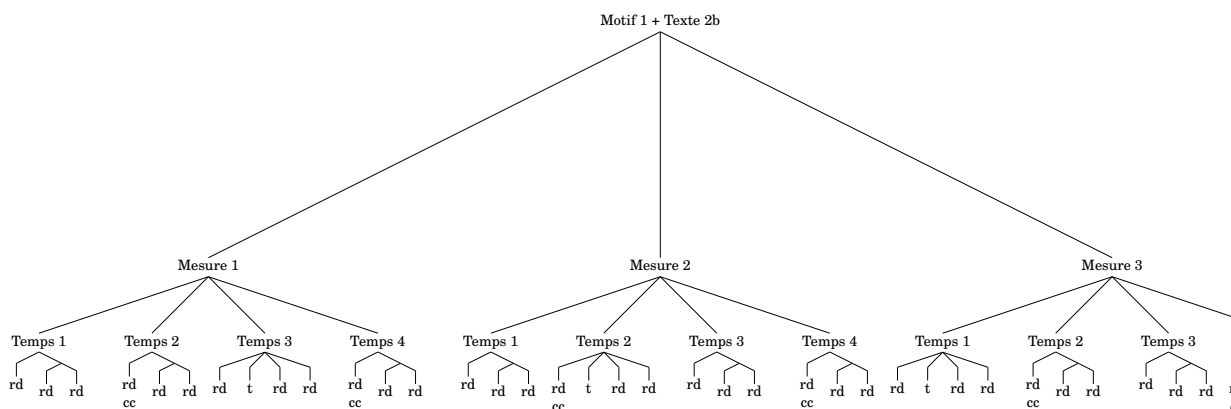 Motif 1 + Texte 2b
Mesure 1 Mesure 2 Mesure 3
Temps 1 Temps 2 Temps 3 Temps 4 Temps 1 Temps 2 Temps 3 Temps 4 Temps 1 Temps 2 Temps 3
rd rd rd rd rd rd rd t rd rd rd rd rd rd rd rd rd t rd rd rd rd rd rd rd rd rd t rd rd rd rd rd rd rd rd
cc cc cc cc cc